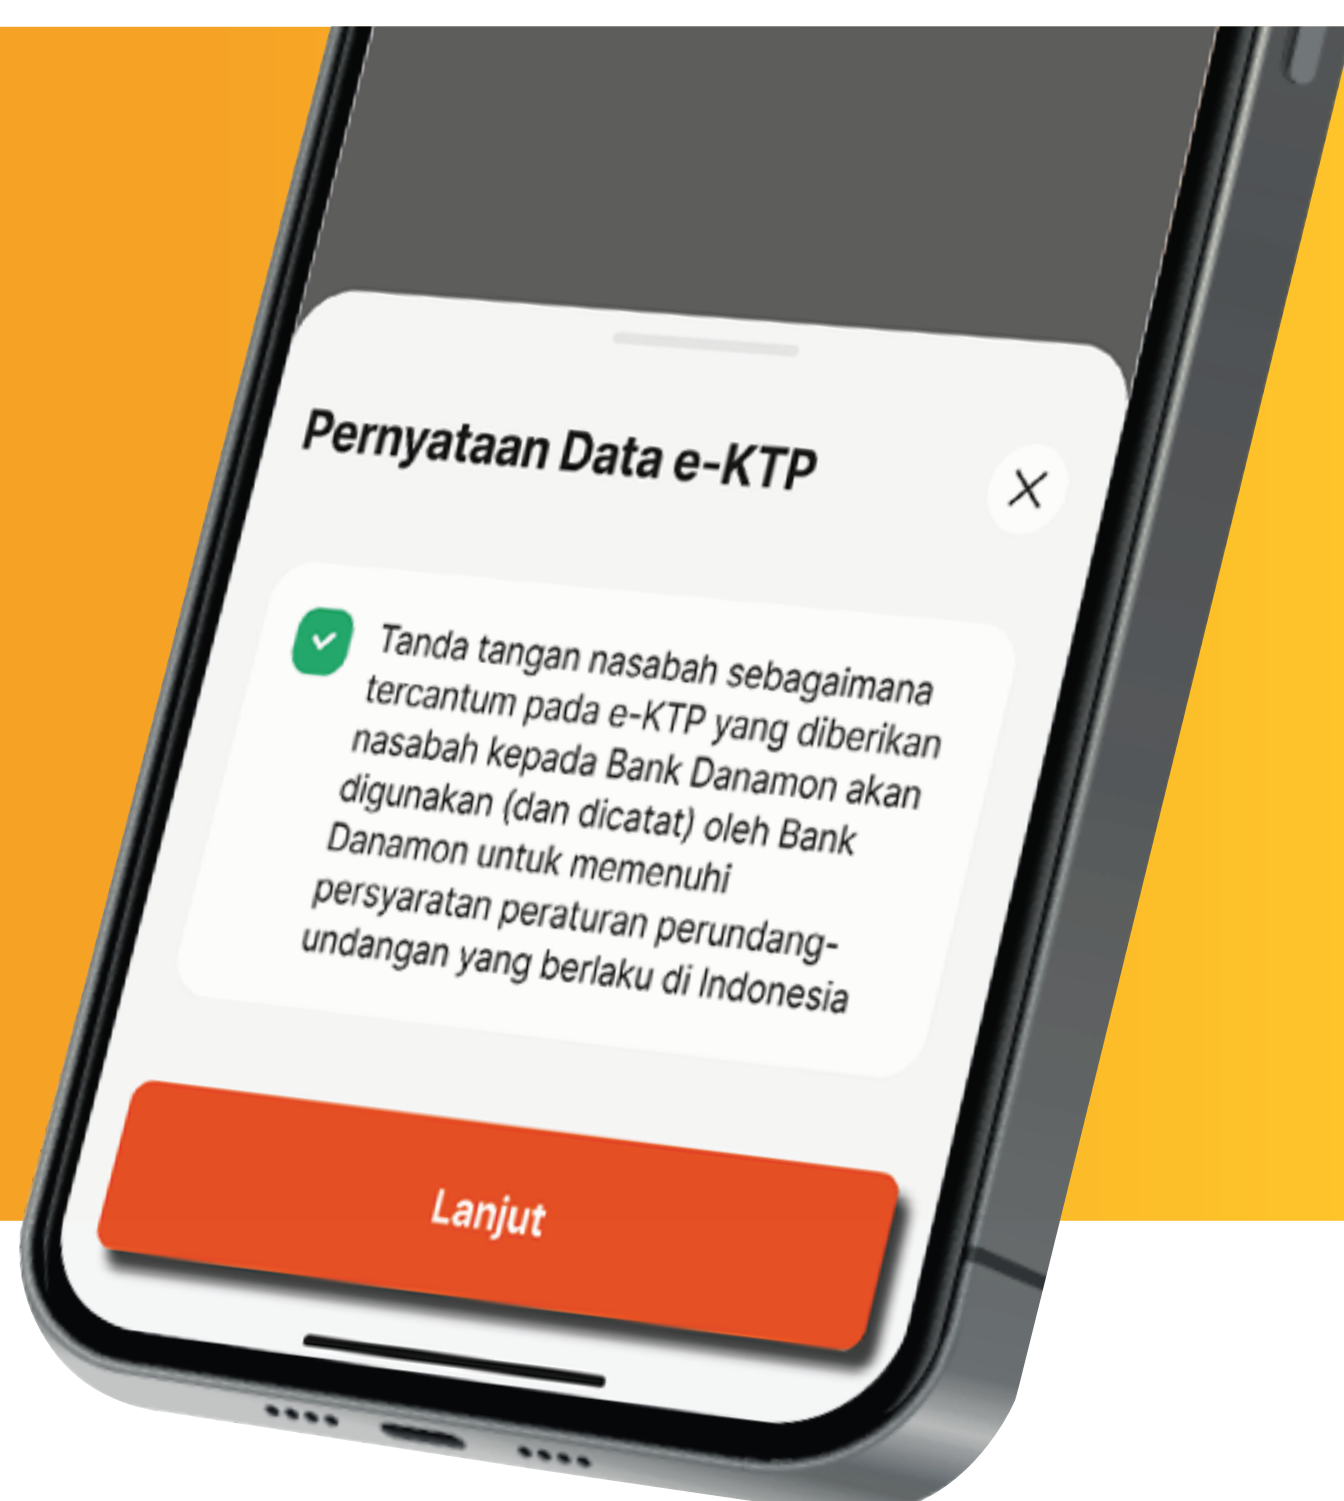 Pernyataan Data e-KTP
Tanda tangan nasabah sebagaimana
tercantum pada e-KTP yang diberikan
nasabah kepada Bank Danamon akan
digunakan (dan dicatat) oleh Bank
Danamon untuk memenuhi
persyaratan peraturan perundang-
undangan yang berlaku di Indonesia
Lanjut